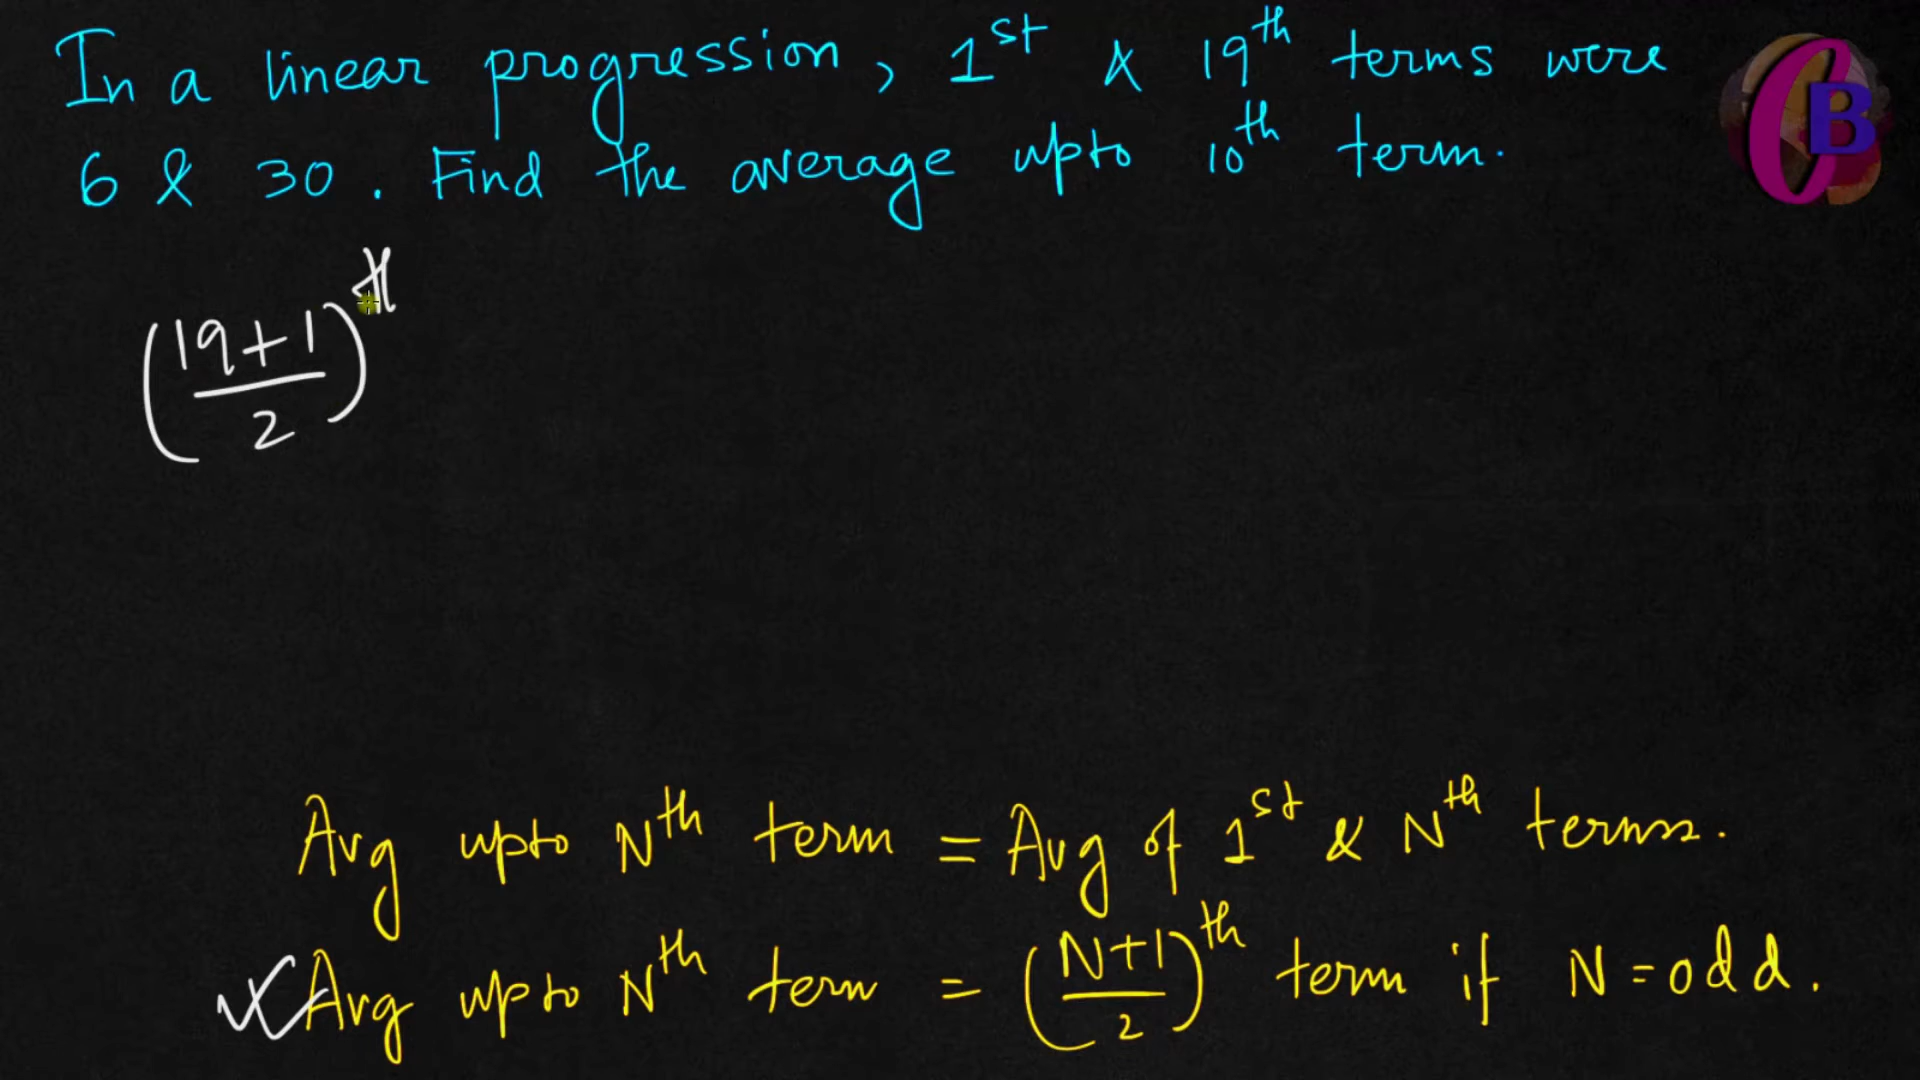 In a linear progression, 1st & 19th terms were
6 & 30. Find the average upto 10th term.
(19+1/2)th
Avg upto Nth term = Avg of 1st & Nth terms.
Avg upto Nth term = (N+1/2)th term if N=odd.
CB